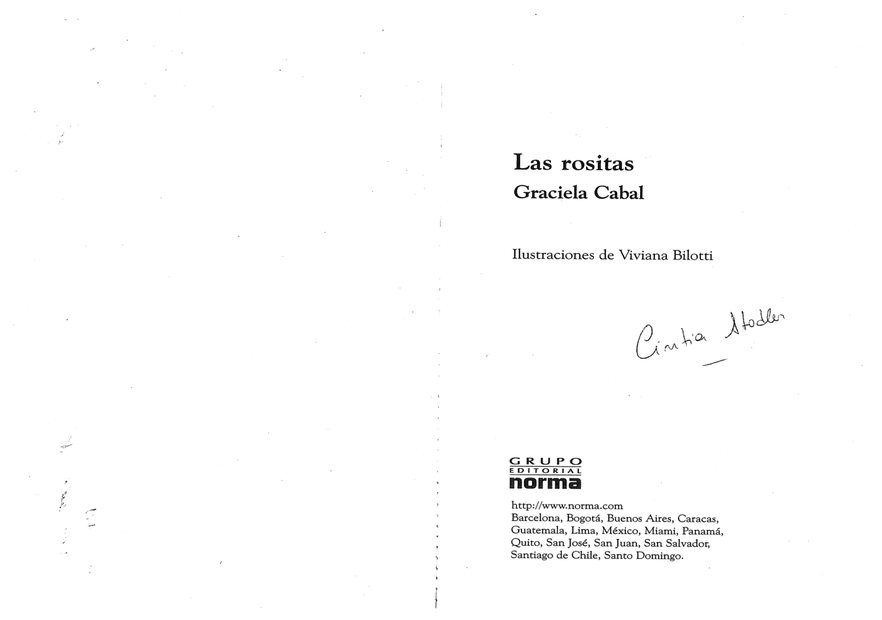 Las rositas
Graciela Cabal
Ilustraciones de Viviana Bilotti
Cintia Stodler
GRUPO
EDITORIAL
norma
http://www.norma.com
Barcelona, Bogotá, Buenos Aires, Caracas,
Guatemala, Lima, México, Miami, Panamá,
Quito, San José, San Juan, San Salvador,
Santiago de Chile, Santo Domingo.